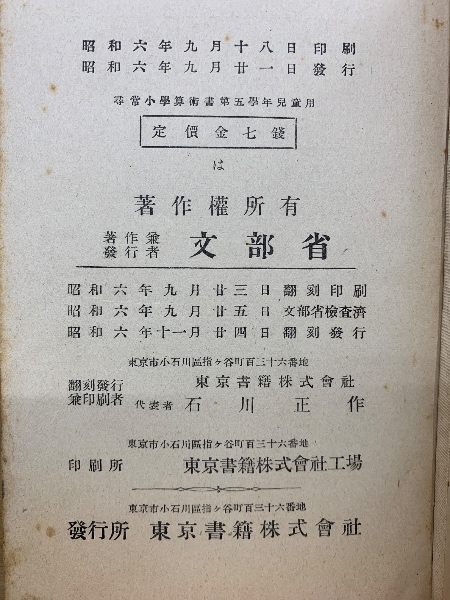 昭和六年九月十八日印刷
昭和六年九月廿一日發行
尋常小學算術書第五學年兒童用
定價金七錢
は
著作權所有
著作兼發行者 文部省
昭和六年九月廿三日翻刻印刷
昭和六年九月廿五日文部省檢査濟
昭和六年十一月廿四日翻刻發行
東京市小石川區指ヶ谷町百三十六番地
翻刻發行兼印刷者 東京書籍株式會社
代表者 石川正作
東京市小石川區指ヶ谷町百三十六番地
印刷所 東京書籍株式會社工場
東京市小石川區指ヶ谷町百三十六番地
發行所 東京書籍株式會社